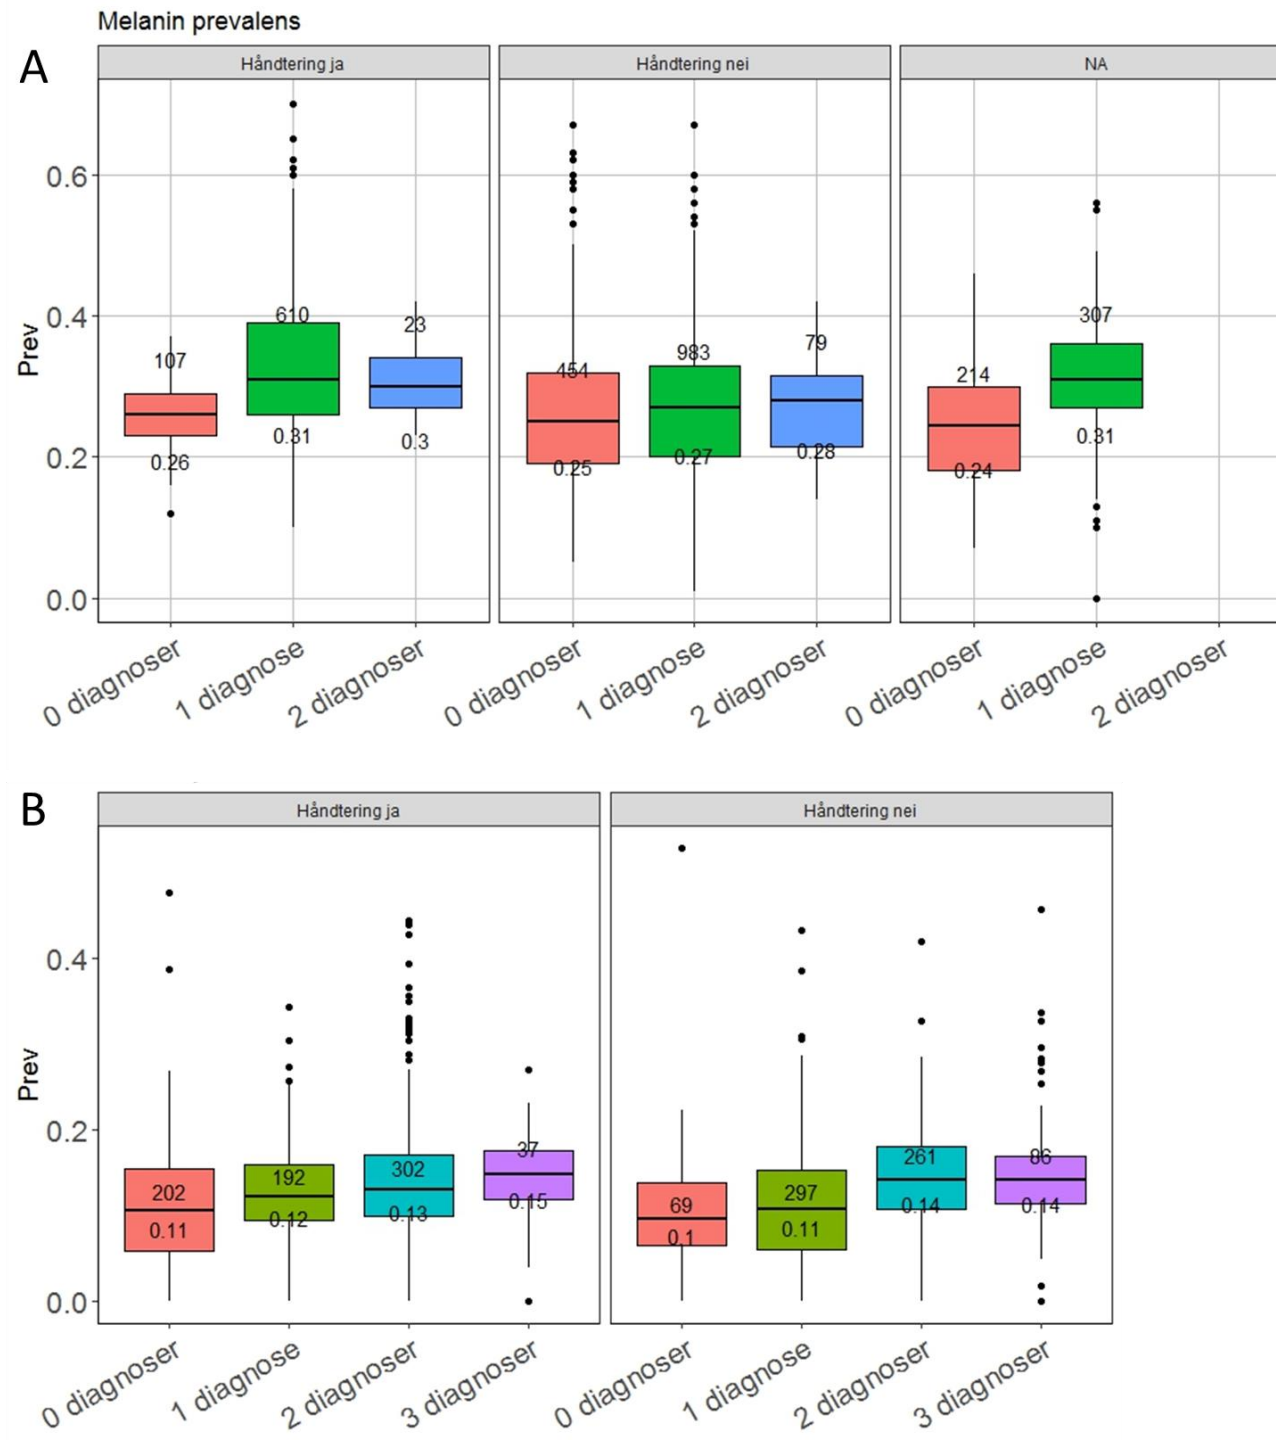 Melanin prevalens
A
Håndtering ja
Håndtering nei
NA
Prev
0.6
0.4
0.2
0.0
107
0.26
610
0.31
23
0.3
454
0.25
983
0.27
79
0.28
214
0.24
307
0.31
0 diagnoser
1 diagnose
2 diagnoser
0 diagnoser
1 diagnose
2 diagnoser
0 diagnoser
1 diagnose
2 diagnoser
B
Håndtering ja
Håndtering nei
Prev
0.4
0.2
0.0
202
0.11
192
0.12
302
0.13
37
0.15
69
0.1
297
0.11
261
0.14
86
0.14
0 diagnoser
1 diagnose
2 diagnoser
3 diagnoser
0 diagnoser
1 diagnose
2 diagnoser
3 diagnoser